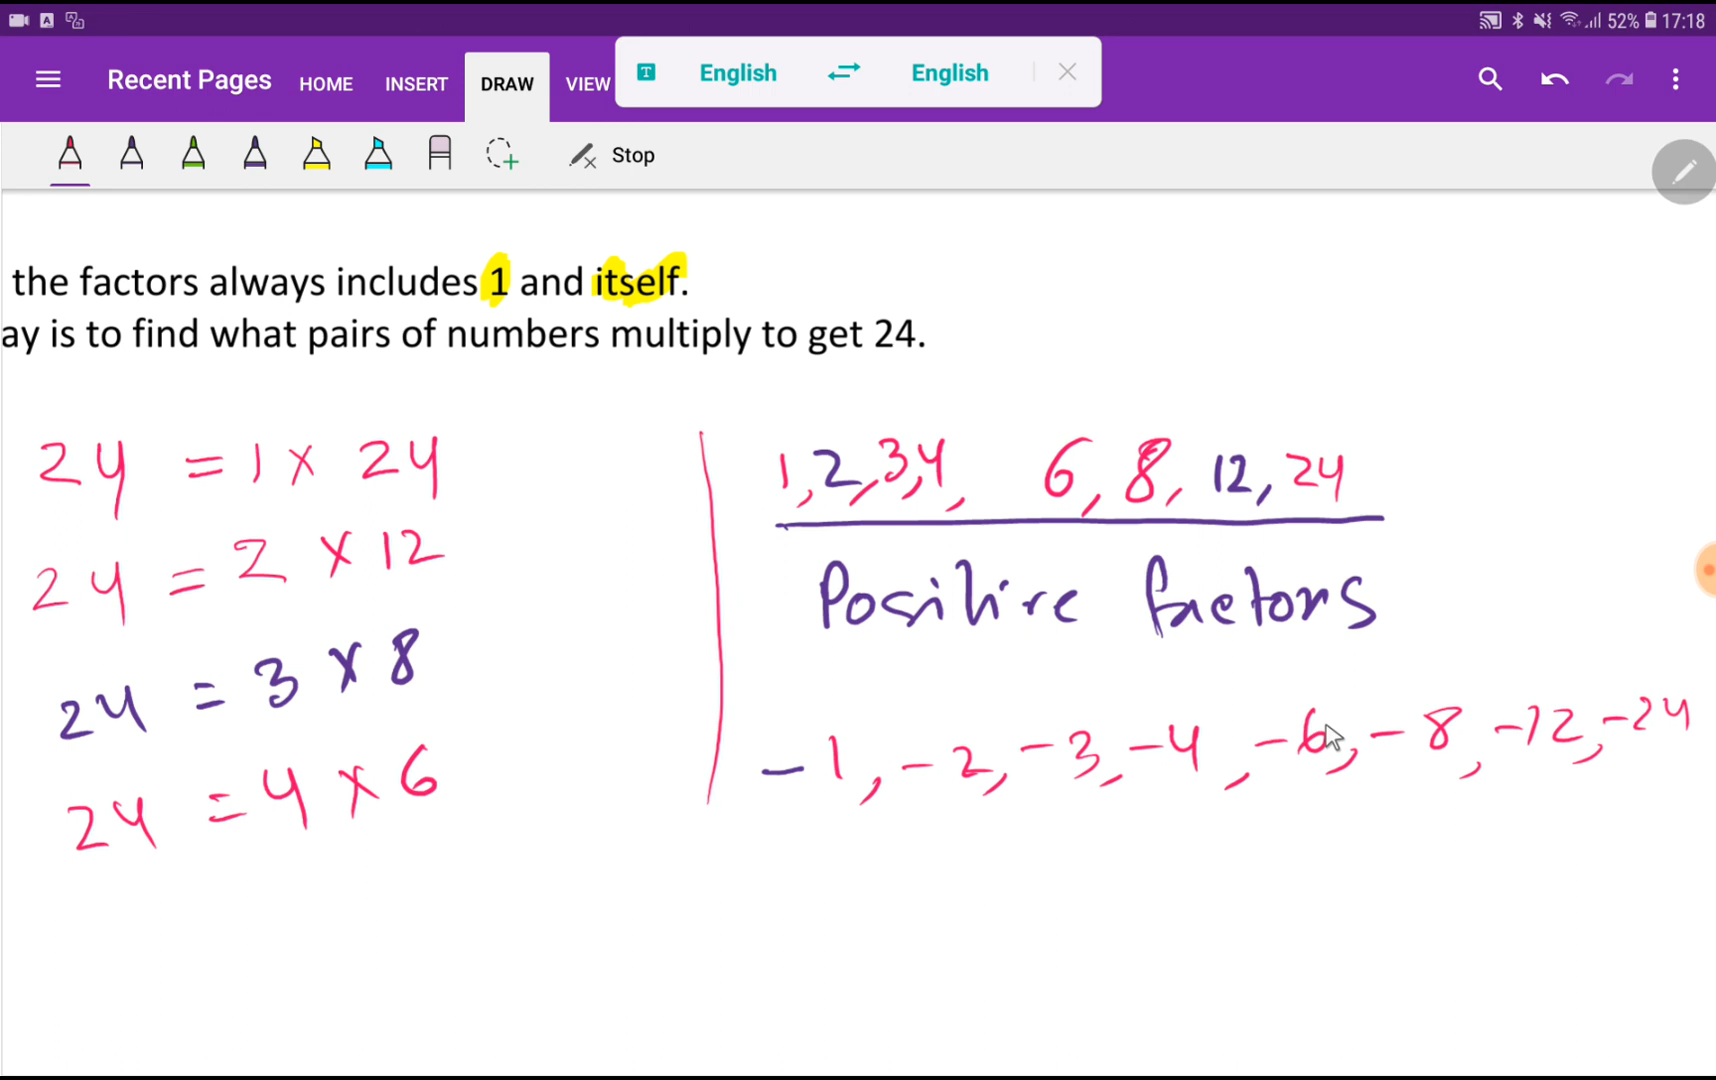 52% 17:18
Recent Pages HOME INSERT DRAW VIEW English English
Stop
the factors always includes 1 and itself.
ay is to find what pairs of numbers multiply to get 24.
24 = 1 x 24
24 = 2 x 12
24 = 3 x 8
24 = 4 x 6
1, 2, 3, 4, 6, 8, 12, 24
Positive factors
-1, -2, -3, -4, -6, -8, -12, -24